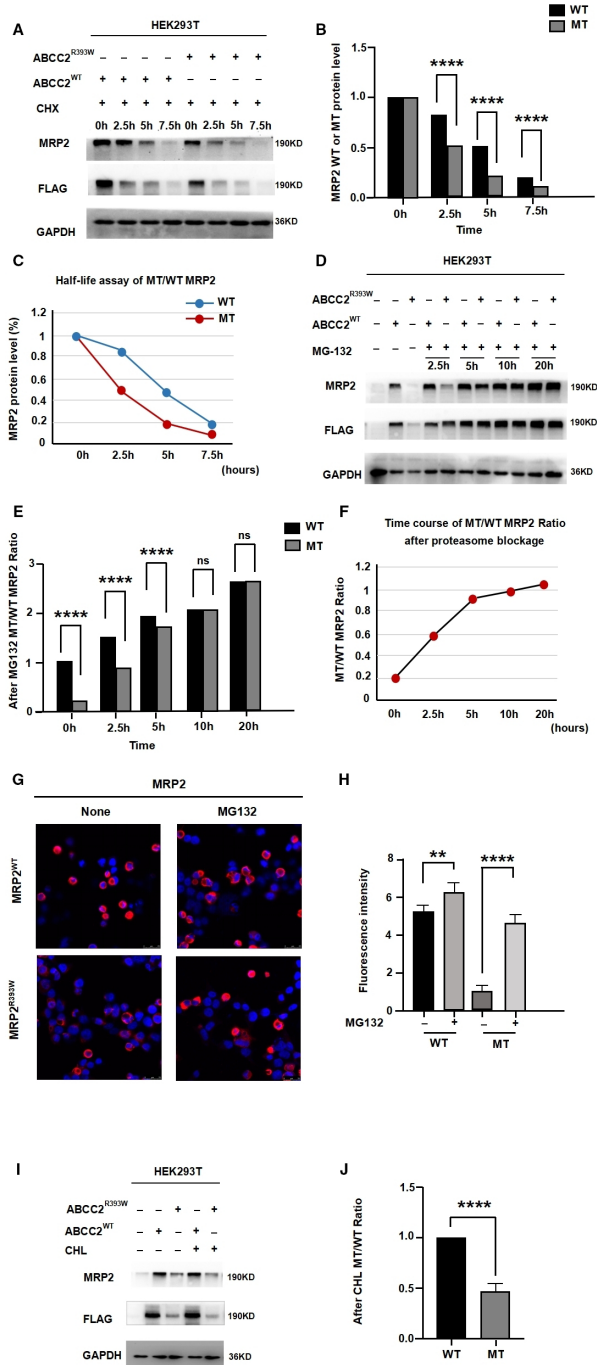 A
HEK293T
ABCC2R393W – – – – + + + +
ABCC2WT + + + + – – – –
CHX + + + + + + + +
0h 2.5h 5h 7.5h 0h 2.5h 5h 7.5h
MRP2 190KD
FLAG 190KD
GAPDH 36KD
B
WT
MT
MRP2 WT or MT protein level
1.5
1.0
0.5
0.0
****
****
****
0h 2.5h 5h 7.5h
Time
C
Half-life assay of MT/WT MRP2
WT
MT
MRP2 protein level (%)
1.2
1
0.8
0.6
0.4
0.2
0
0h 2.5h 5h 7.5h
(hours)
D
HEK293T
ABCC2R393W – – + – + – + – + – +
ABCC2WT – + – + – + – + – + –
MG-132 – – – + + + + + + + +
2.5h 5h 10h 20h
MRP2 190KD
FLAG 190KD
GAPDH 36KD
E
WT
MT
After MG132 MT/WT MRP2 Ratio
3
2
1
0
****
****
****
ns
ns
0h 2.5h 5h 10h 20h
Time
F
Time course of MT/WT MRP2 Ratio
after proteasome blockage
MT/WT MRP2 Ratio
1.2
1
0.8
0.6
0.4
0.2
0
0h 2.5h 5h 10h 20h
(hours)
G
MRP2
None MG132
MRP2WT
MRP2R393W
H
Fluorescence intensity
8
6
4
2
0
**
****
MG132 – + – +
WT MT
I
HEK293T
ABCC2R393W – – + – +
ABCC2WT – + – + –
CHL – – – + +
MRP2 190KD
FLAG 190KD
GAPDH 36KD
J
After CHL MT/WT Ratio
1.5
1.0
0.5
0.0
****
WT MT